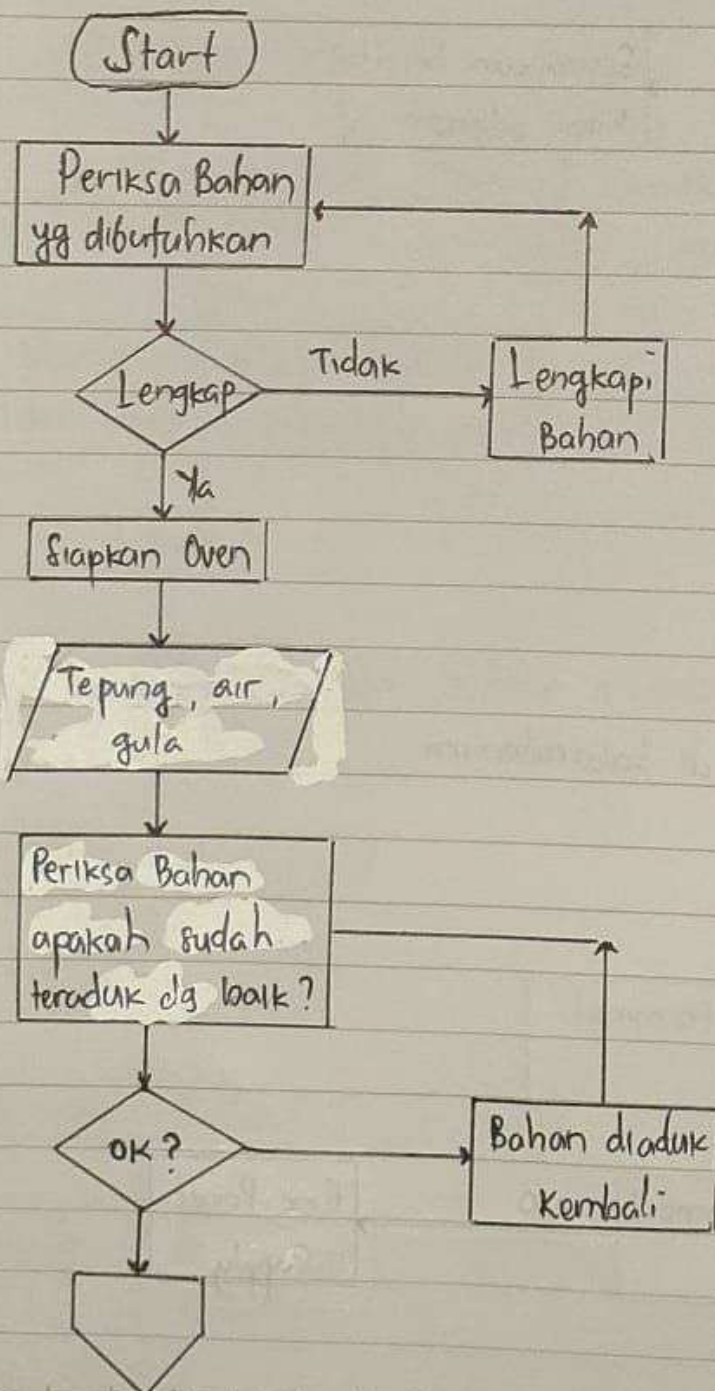 Start
Periksa Bahan
yg dibutuhkan
Lengkap
Tidak
Lengkapi
Bahan
Ya
Siapkan Oven
Tepung, air,
gula
Periksa Bahan
apakah sudah
teraduk dg baik?
OK?
Bahan diaduk
Kembali